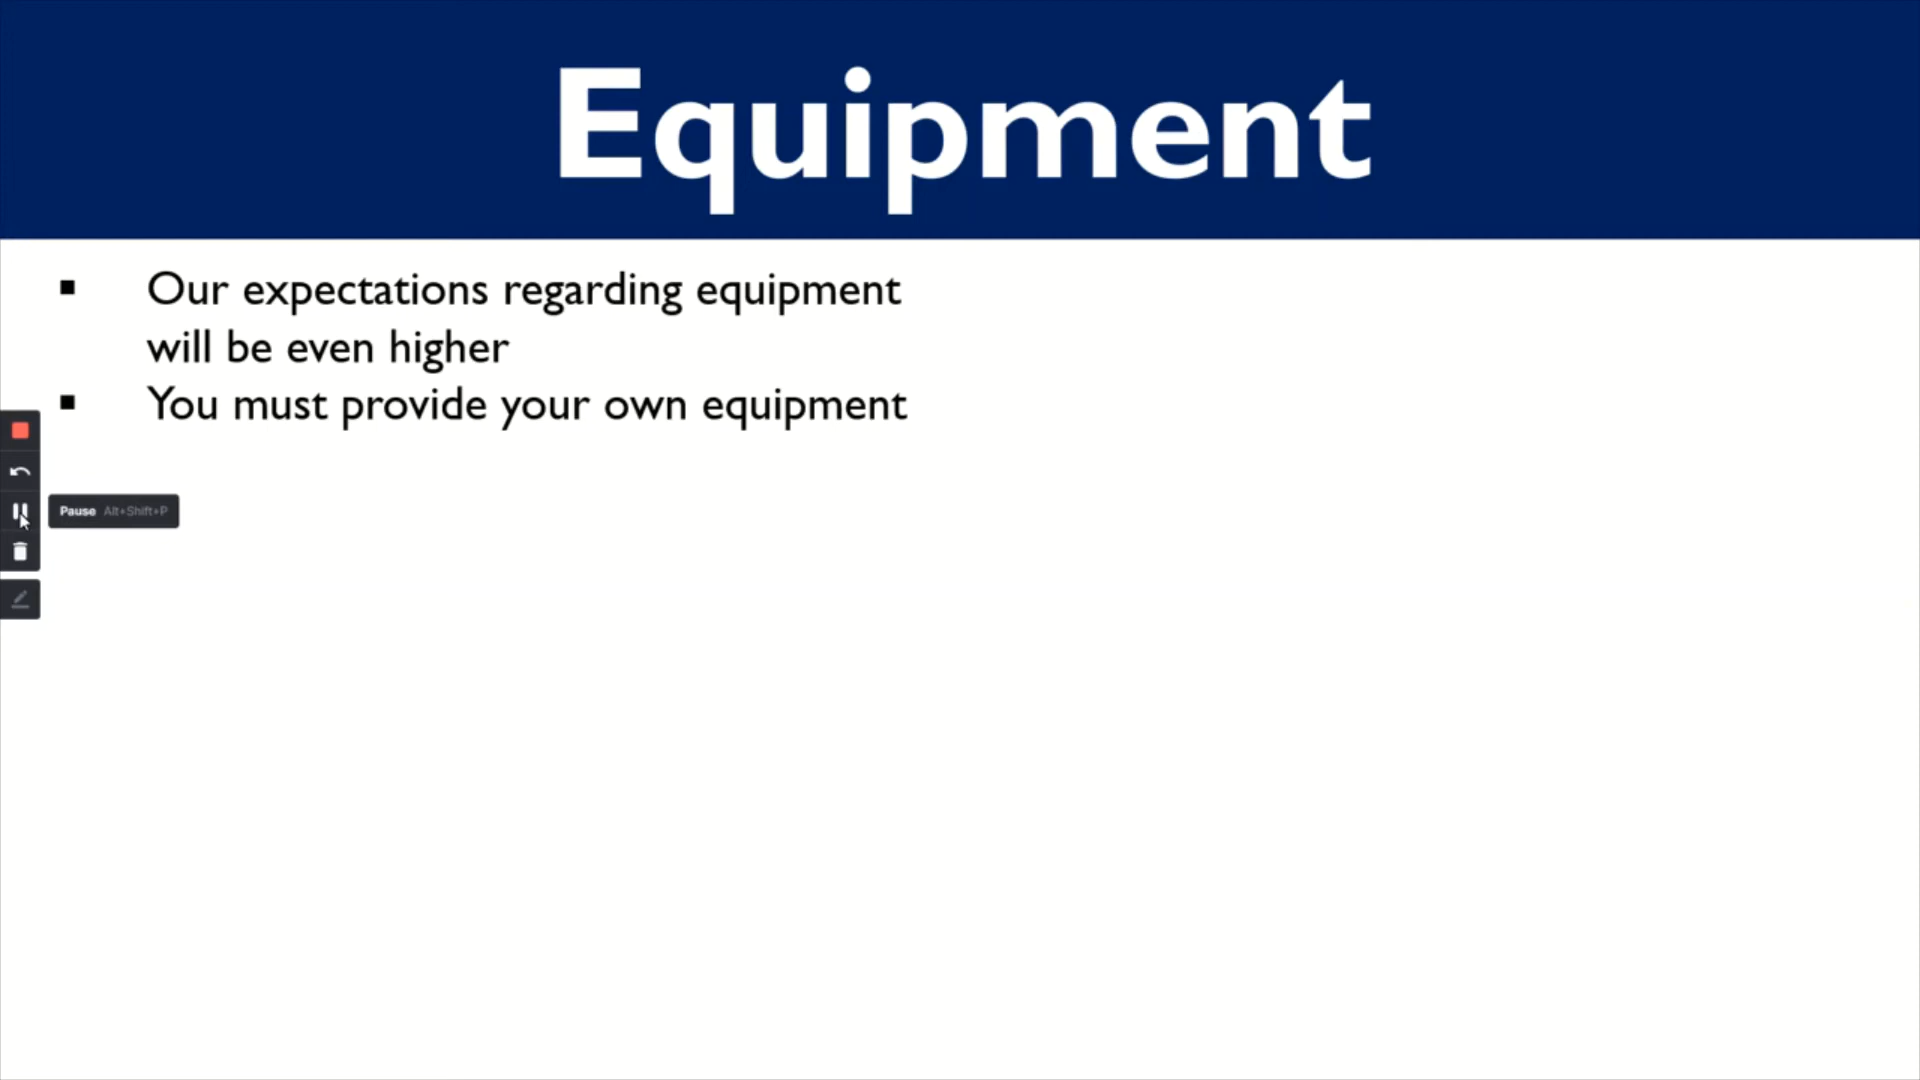 Equipment
▪ Our expectations regarding equipment
will be even higher
▪ You must provide your own equipment
Pause Alt+Shift+P